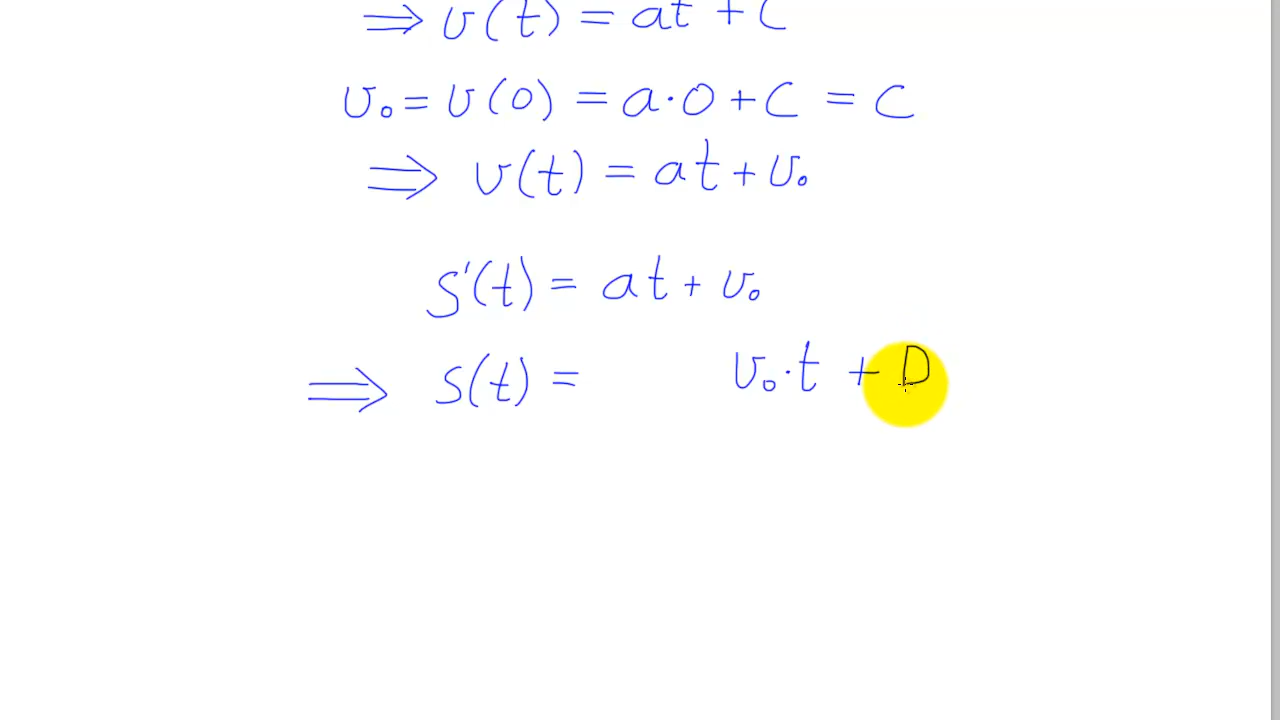 ⇒ v(t) = at + C
v₀ = v(0) = a·0 + C = C
⇒ v(t) = at + v₀
s'(t) = at + v₀
⇒ s(t) = v₀·t + D